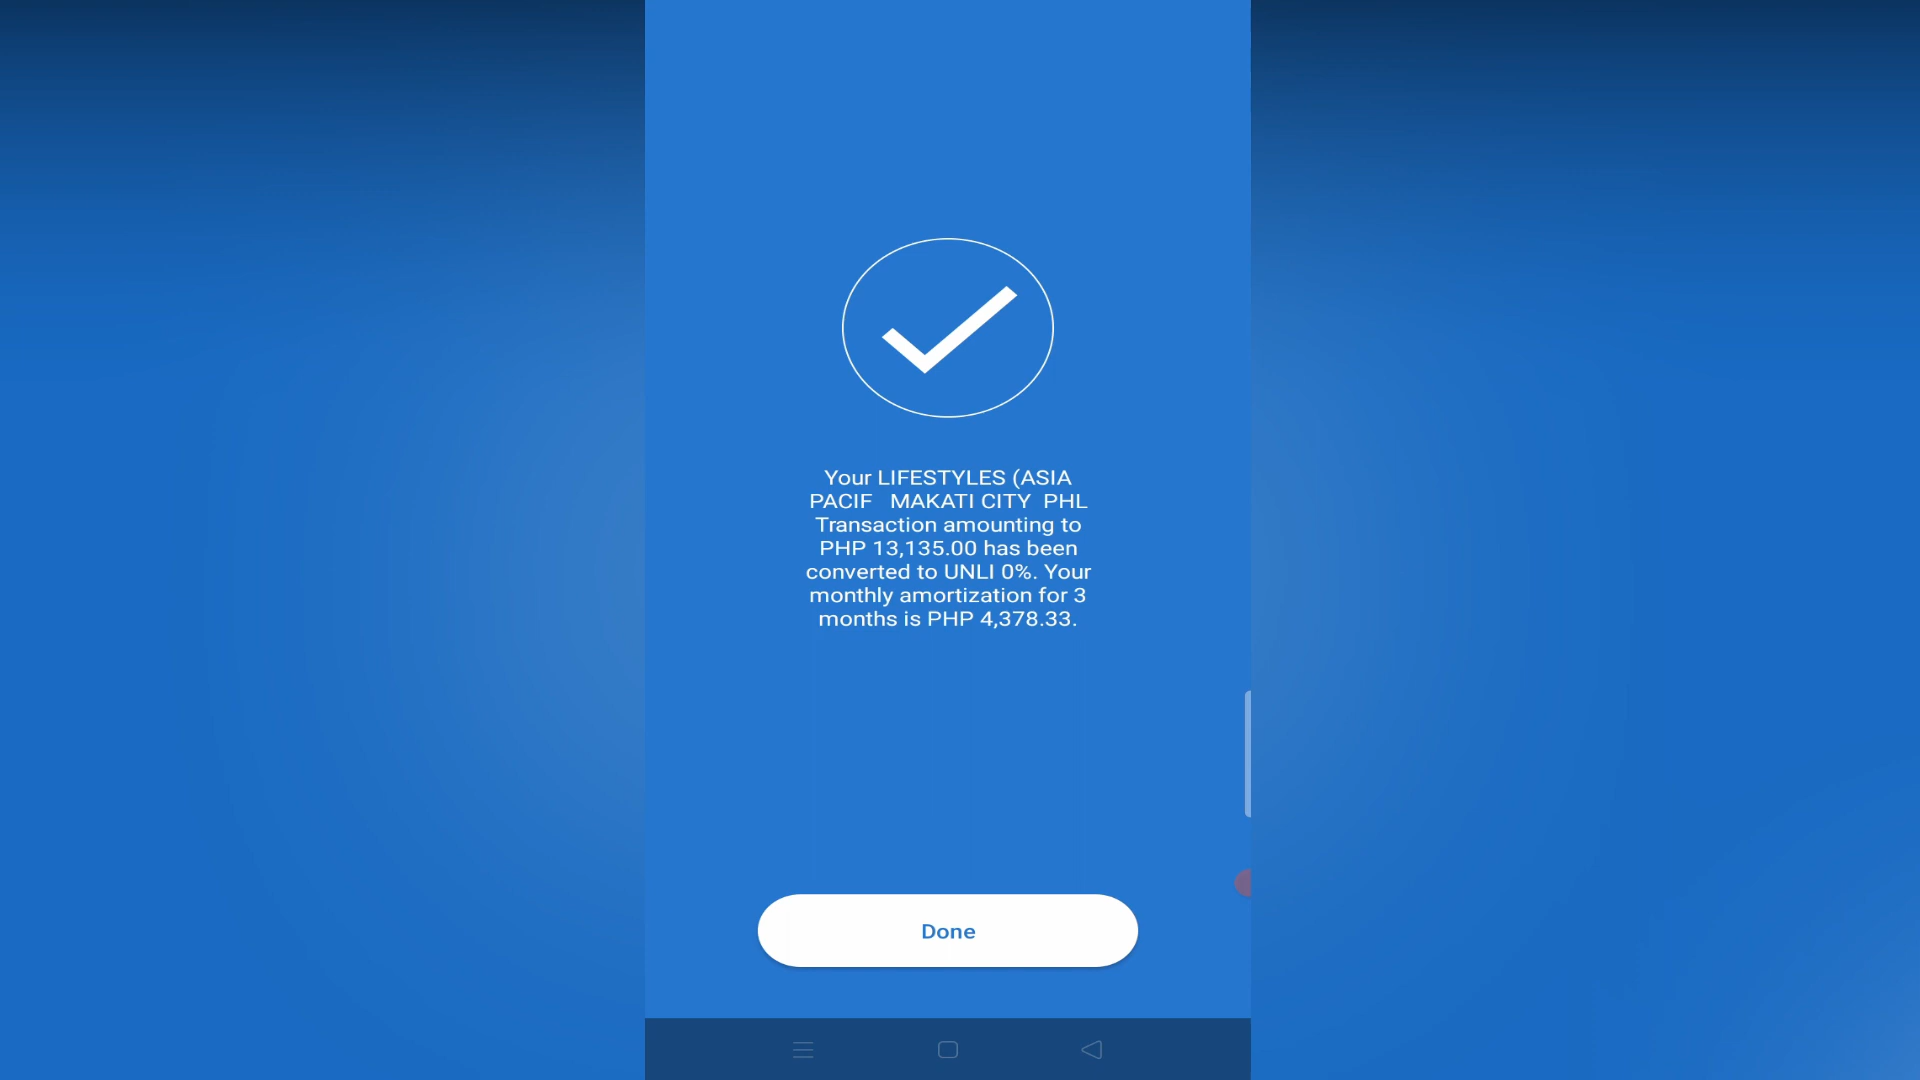 Your LIFESTYLES (ASIA
PACIF MAKATI CITY PHL
Transaction amounting to
PHP 13,135.00 has been
converted to UNLI 0%. Your
monthly amortization for 3
months is PHP 4,378.33.
Done